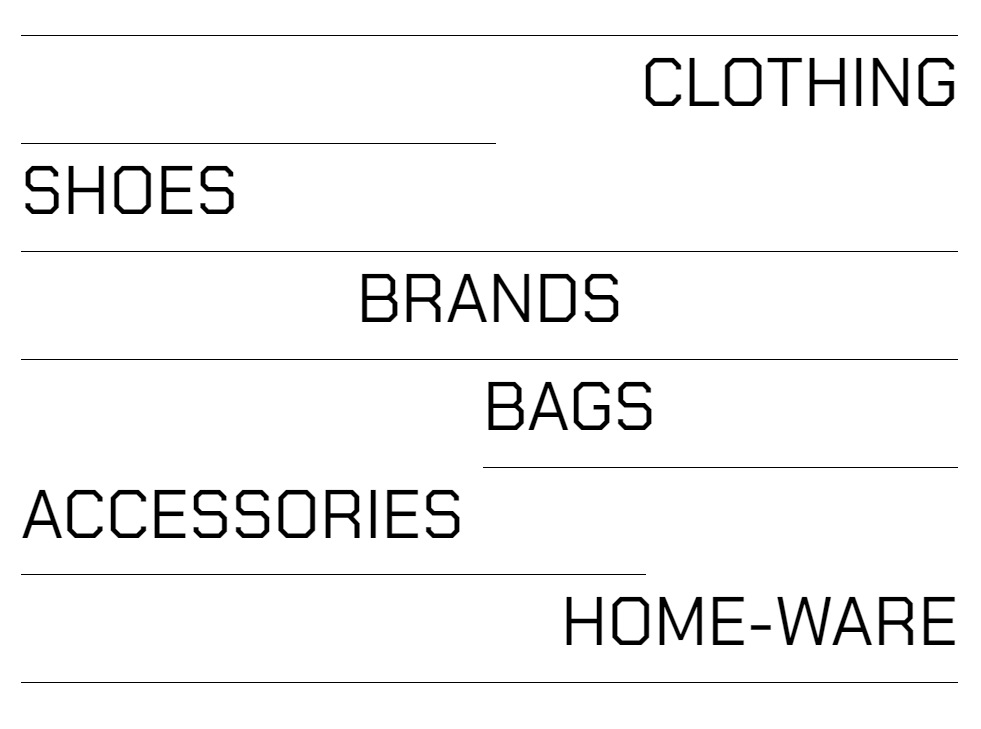 CLOTHING
SHOES
BRANDS
BAGS
ACCESSORIES
HOME-WARE